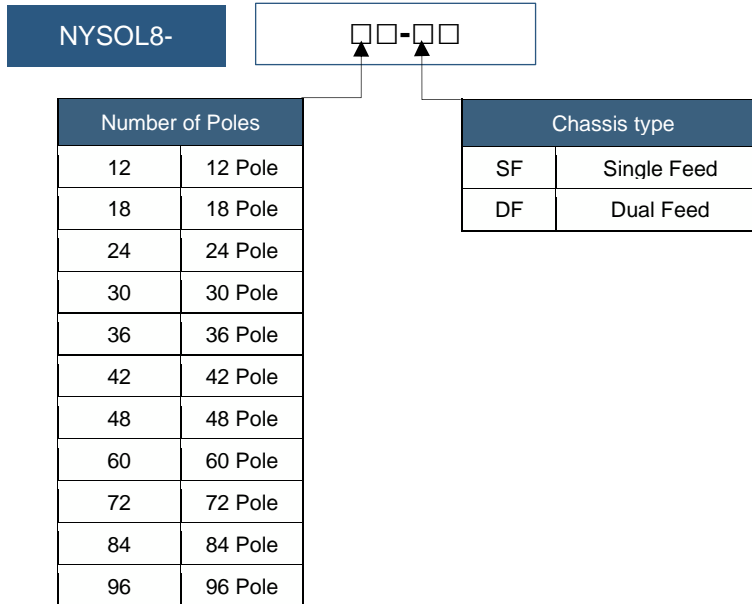 NYSOL8- □□-□□
Number of Poles
12 12 Pole
18 18 Pole
24 24 Pole
30 30 Pole
36 36 Pole
42 42 Pole
48 48 Pole
60 60 Pole
72 72 Pole
84 84 Pole
96 96 Pole
Chassis type
SF Single Feed
DF Dual Feed